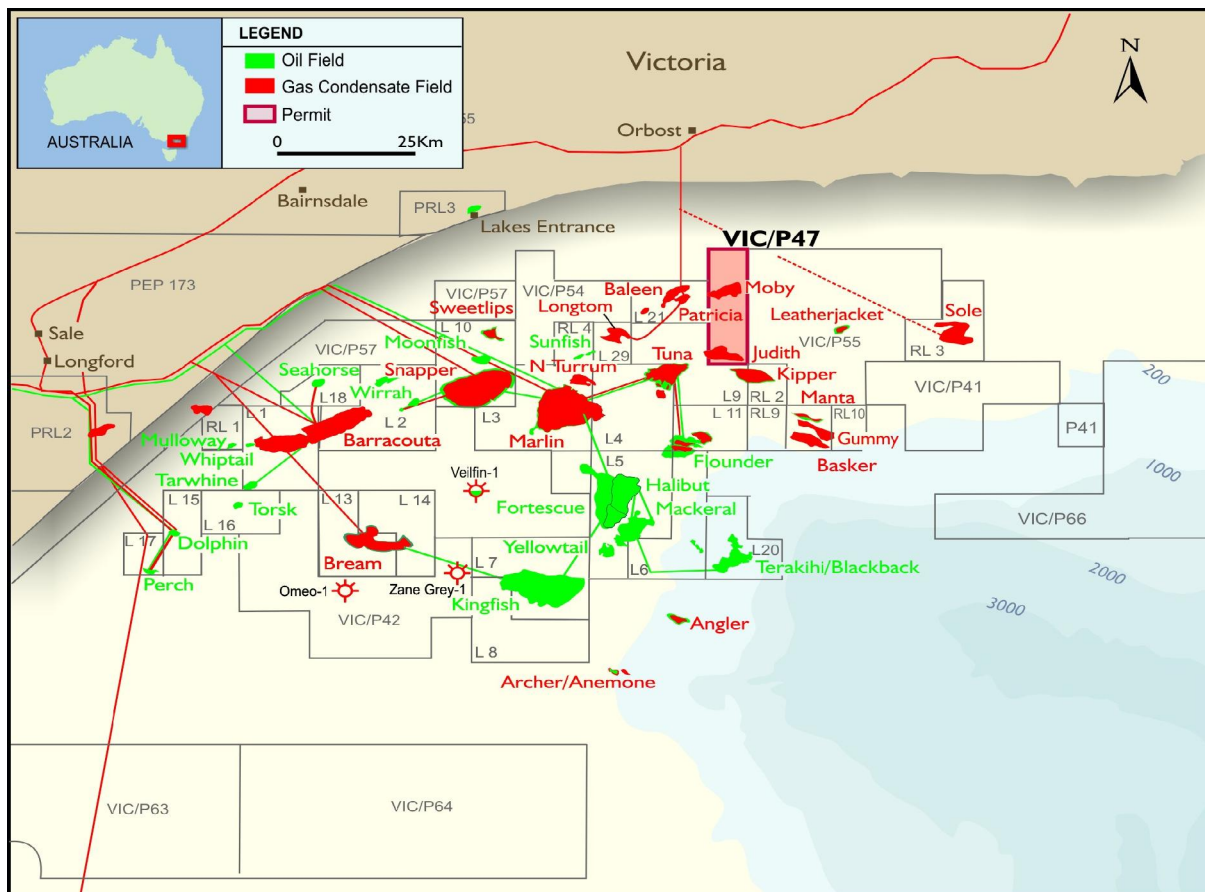 LEGEND
Oil Field
Gas Condensate Field
Permit
0 25Km
AUSTRALIA
Victoria
N
Orbost
Bairnsdale
PRL3
Lakes Entrance
VIC/P47
PEP 173
VIC/P57
VIC/P54
Baleen
Moby
Sweetlips
Longtom
Patricia
Leatherjacket
Sole
L 10
RL 4
L 21
Sale
Moonfish
Sunfish
L 29
VIC/P55
RL 3
Longford
VIC/P57
Seahorse
Snapper
N Turrum
Tuna
Judith
Kipper
200
Wirrah
VIC/P41
L18
L9
RL 2
Manta
L 1
L 2
L3
L 11
RL9
RL10
PRL2
RL 1
Mulloway
Barracouta
Marlin
L4
Gummy
P41
Whiptail
Flounder
Basker
Tarwhine
Veilfin-1
L5
1000
L 15
L 13
L 14
Halibut
Torsk
Fortescue
Mackeral
L 16
VIC/P66
L 17
Dolphin
Yellowtail
L20
Perch
Bream
L 7
L6
Terakihi/Blackback
2000
Omeo-1
Zane Grey-1
Kingfish
3000
VIC/P42
Angler
L 8
Archer/Anemone
VIC/P63
VIC/P64